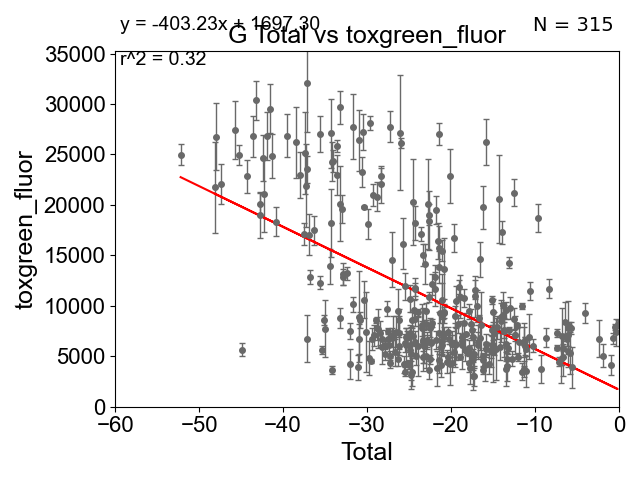 y = -403.23x + 1697.30
N = 315
G Total vs toxgreen_fluor
r^2 = 0.32
35000
30000
25000
20000
15000
10000
5000
0
toxgreen_fluor
−60
−50
−40
−30
−20
−10
0
Total